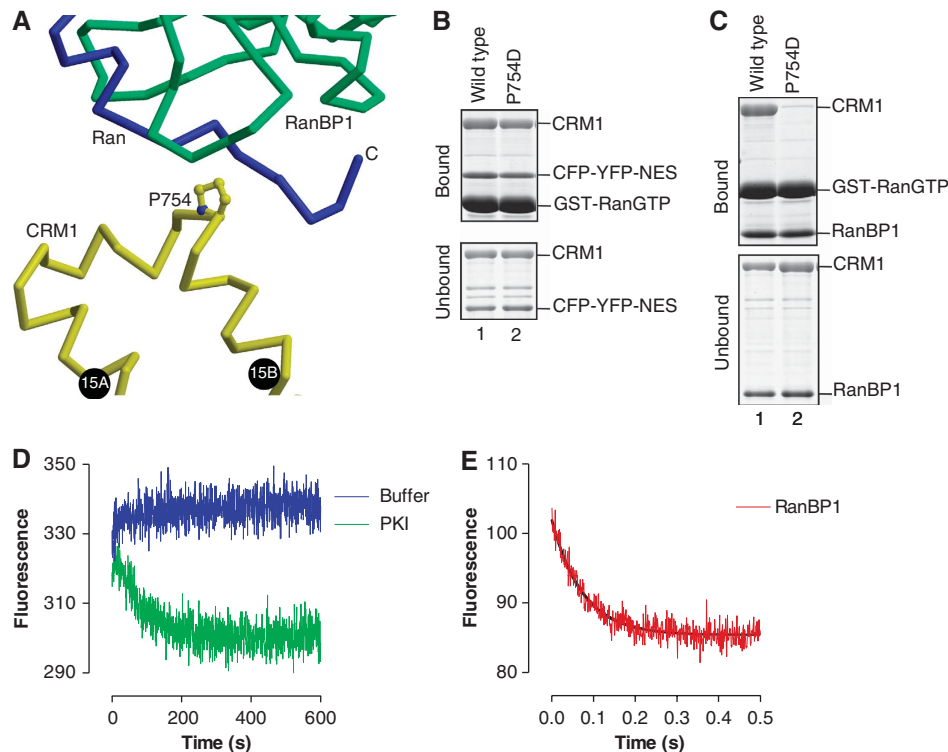 A
Ran
RanBP1
C
P754
CRM1
15A
15B
B
Wild type
P754D
Bound
CRM1
CFP-YFP-NES
GST-RanGTP
Unbound
CRM1
CFP-YFP-NES
1 2
C
Wild type
P754D
Bound
CRM1
GST-RanGTP
RanBP1
Unbound
CRM1
RanBP1
1 2
D
Fluorescence
350
330
310
290
0 200 400 600
Time (s)
Buffer
PKI
E
Fluorescence
110
100
90
80
0.0 0.1 0.2 0.3 0.4 0.5
Time (s)
RanBP1